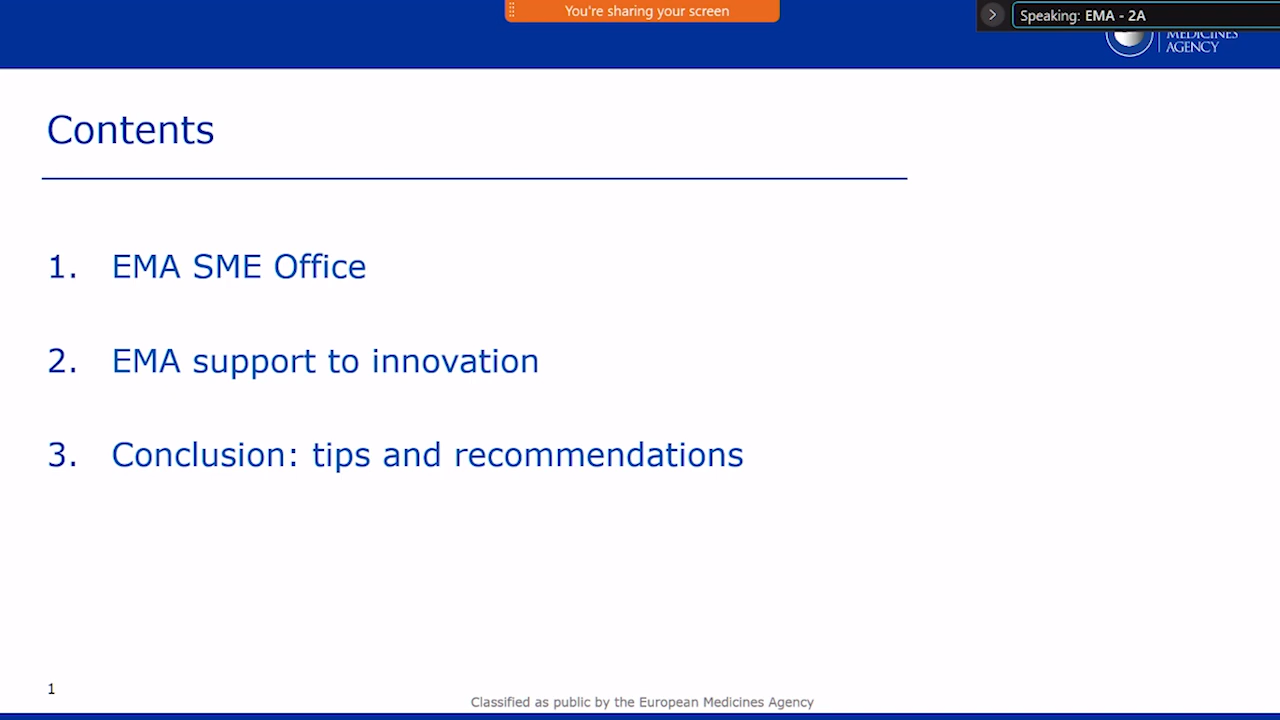 You're sharing your screen
Speaking: EMA - 2A
MEDICINES
AGENCY
Contents
1. EMA SME Office
2. EMA support to innovation
3. Conclusion: tips and recommendations
1
Classified as public by the European Medicines Agency